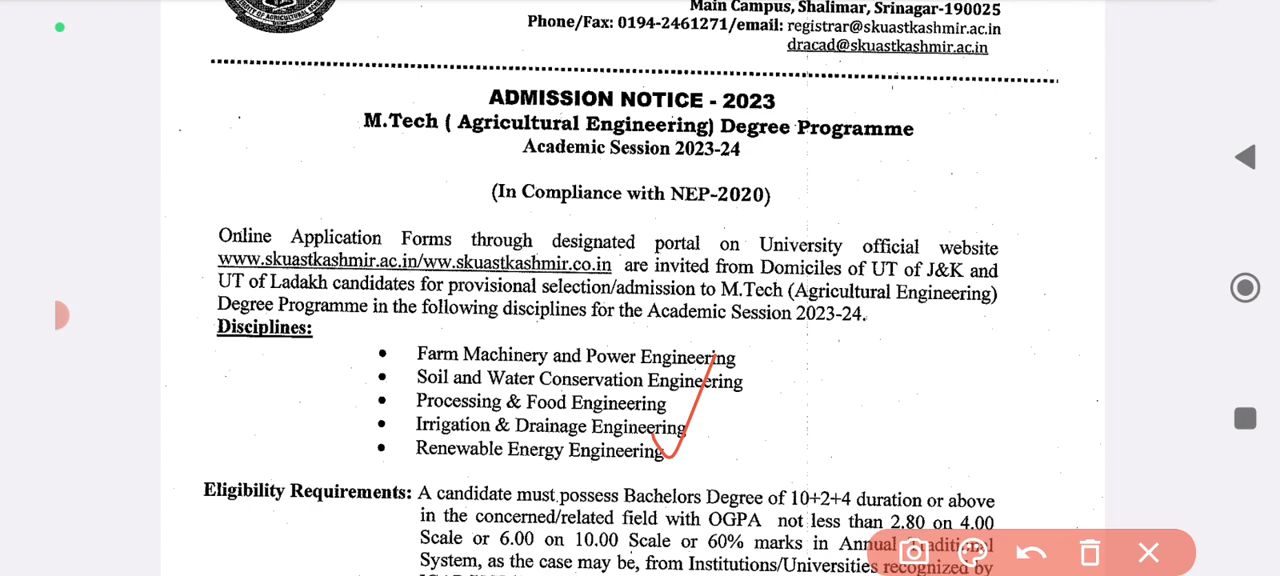 Main Campus, Shalimar, Srinagar-190025
Phone/Fax: 0194-2461271/email: registrar@skuastkashmir.ac.in
dracad@skuastkashmir.ac.in
ADMISSION NOTICE - 2023
M.Tech ( Agricultural Engineering) Degree Programme
Academic Session 2023-24
(In Compliance with NEP-2020)
Online Application Forms through designated portal on University official website
www.skuastkashmir.ac.in/ww.skuastkashmir.co.in are invited from Domiciles of UT of J&K and
UT of Ladakh candidates for provisional selection/admission to M.Tech (Agricultural Engineering)
Degree Programme in the following disciplines for the Academic Session 2023-24.
Disciplines:
• Farm Machinery and Power Engineering
• Soil and Water Conservation Engineering
• Processing & Food Engineering
• Irrigation & Drainage Engineering
• Renewable Energy Engineering
Eligibility Requirements: A candidate must possess Bachelors Degree of 10+2+4 duration or above
in the concerned/related field with OGPA not less than 2.80 on 4.00
Scale or 6.00 on 10.00 Scale or 60% marks in Annual Traditional
System, as the case may be, from Institutions/Universities recognized by